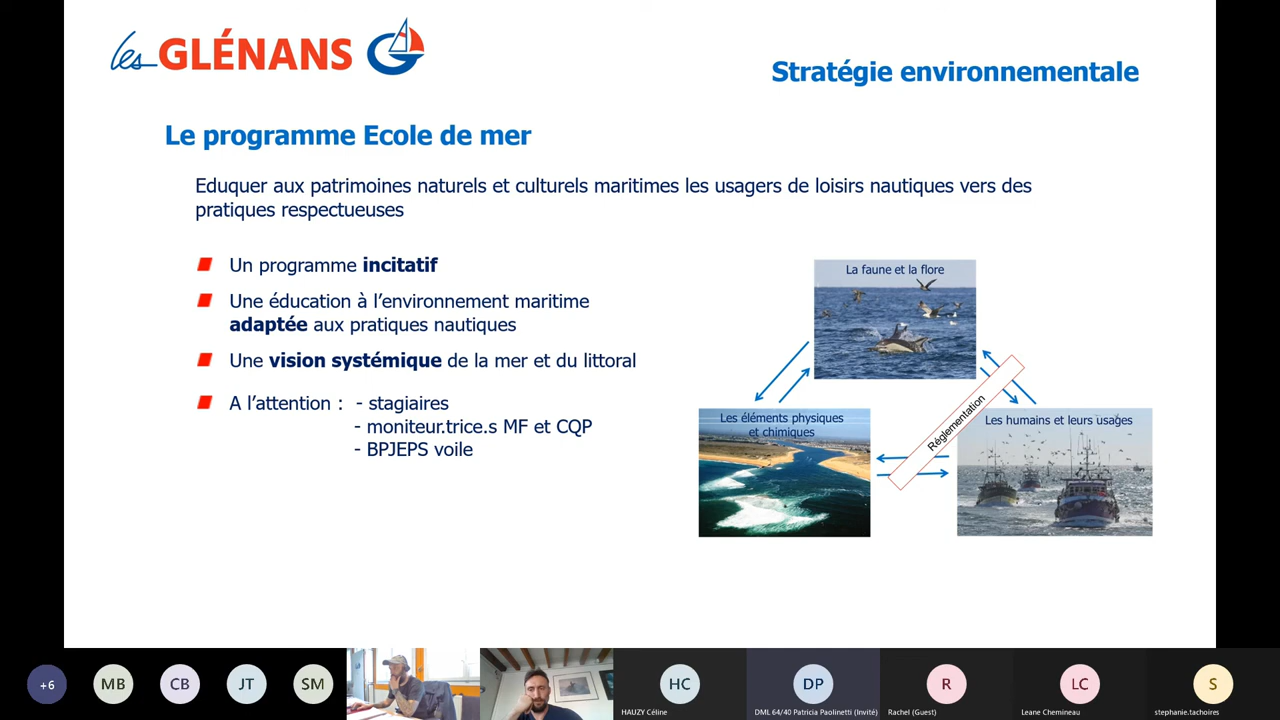 les GLÉNANS
Stratégie environnementale
Le programme Ecole de mer
Eduquer aux patrimoines naturels et culturels maritimes les usagers de loisirs nautiques vers des
pratiques respectueuses
Un programme incitatif
Une éducation à l'environnement maritime
adaptée aux pratiques nautiques
Une vision systémique de la mer et du littoral
A l'attention : - stagiaires
- moniteur.trice.s MF et CQP
- BPJEPS voile
La faune et la flore
Les éléments physiques
et chimiques
Réglementation
Les humains et leurs usages
+6
MB
CB
JT
SM
HC
HAUZY Céline
DP
DML 64/40 Patricia Paolinetti (Invité)
R
Rachel (Guest)
LC
Leane Chemineau
S
stephanie.tachoires